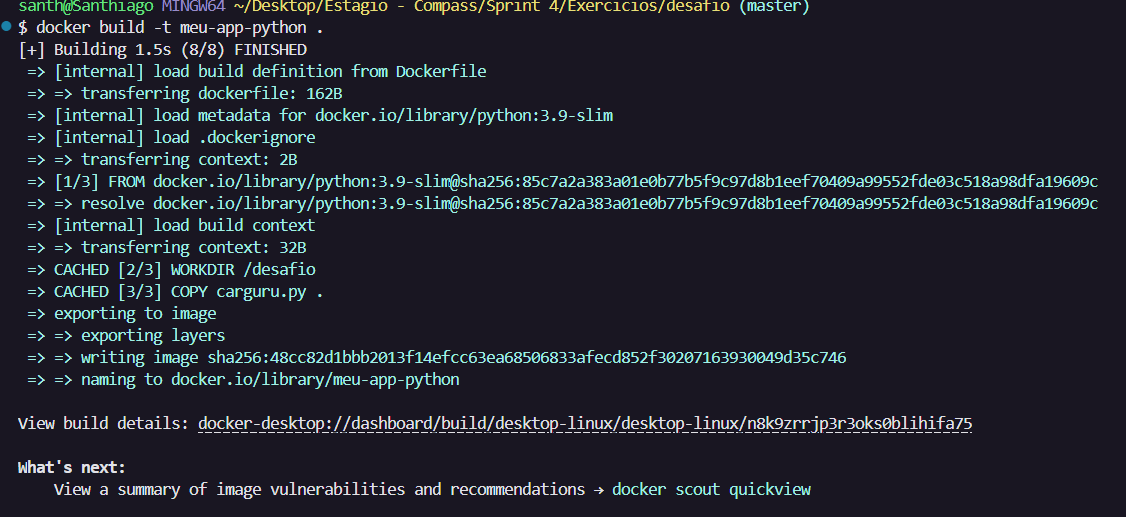 santh@Santhiago MINGW64 ~/Desktop/Estagio - Compass/Sprint 4/Exercicios/desafio (master)
$ docker build -t meu-app-python .
[+] Building 1.5s (8/8) FINISHED
=> [internal] load build definition from Dockerfile
=> => transferring dockerfile: 162B
=> [internal] load metadata for docker.io/library/python:3.9-slim
=> [internal] load .dockerignore
=> => transferring context: 2B
=> [1/3] FROM docker.io/library/python:3.9-slim@sha256:85c7a2a383a01e0b77b5f9c97d8b1eef70409a99552fde03c518a98dfa19609c
=> => resolve docker.io/library/python:3.9-slim@sha256:85c7a2a383a01e0b77b5f9c97d8b1eef70409a99552fde03c518a98dfa19609c
=> [internal] load build context
=> => transferring context: 32B
=> CACHED [2/3] WORKDIR /desafio
=> CACHED [3/3] COPY carguru.py .
=> exporting to image
=> => exporting layers
=> => writing image sha256:48cc82d1bbb2013f14efcc63ea68506833afecd852f30207163930049d35c746
=> => naming to docker.io/library/meu-app-python
View build details: docker-desktop://dashboard/build/desktop-linux/desktop-linux/n8k9zrrjp3r3oks0blihifa75
What's next:
View a summary of image vulnerabilities and recommendations → docker scout quickview